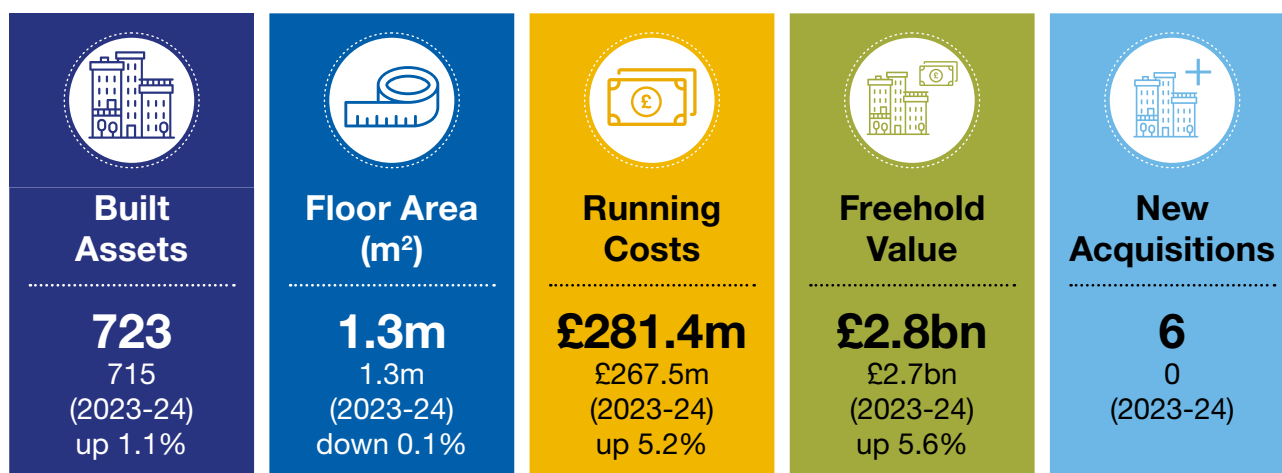 Built
Assets
723
715
(2023-24)
up 1.1%
Floor Area
(m²)
1.3m
1.3m
(2023-24)
down 0.1%
£
Running
Costs
£281.4m
£267.5m
(2023-24)
up 5.2%
£
Freehold
Value
£2.8bn
£2.7bn
(2023-24)
up 5.6%
New
Acquisitions
6
0
(2023-24)